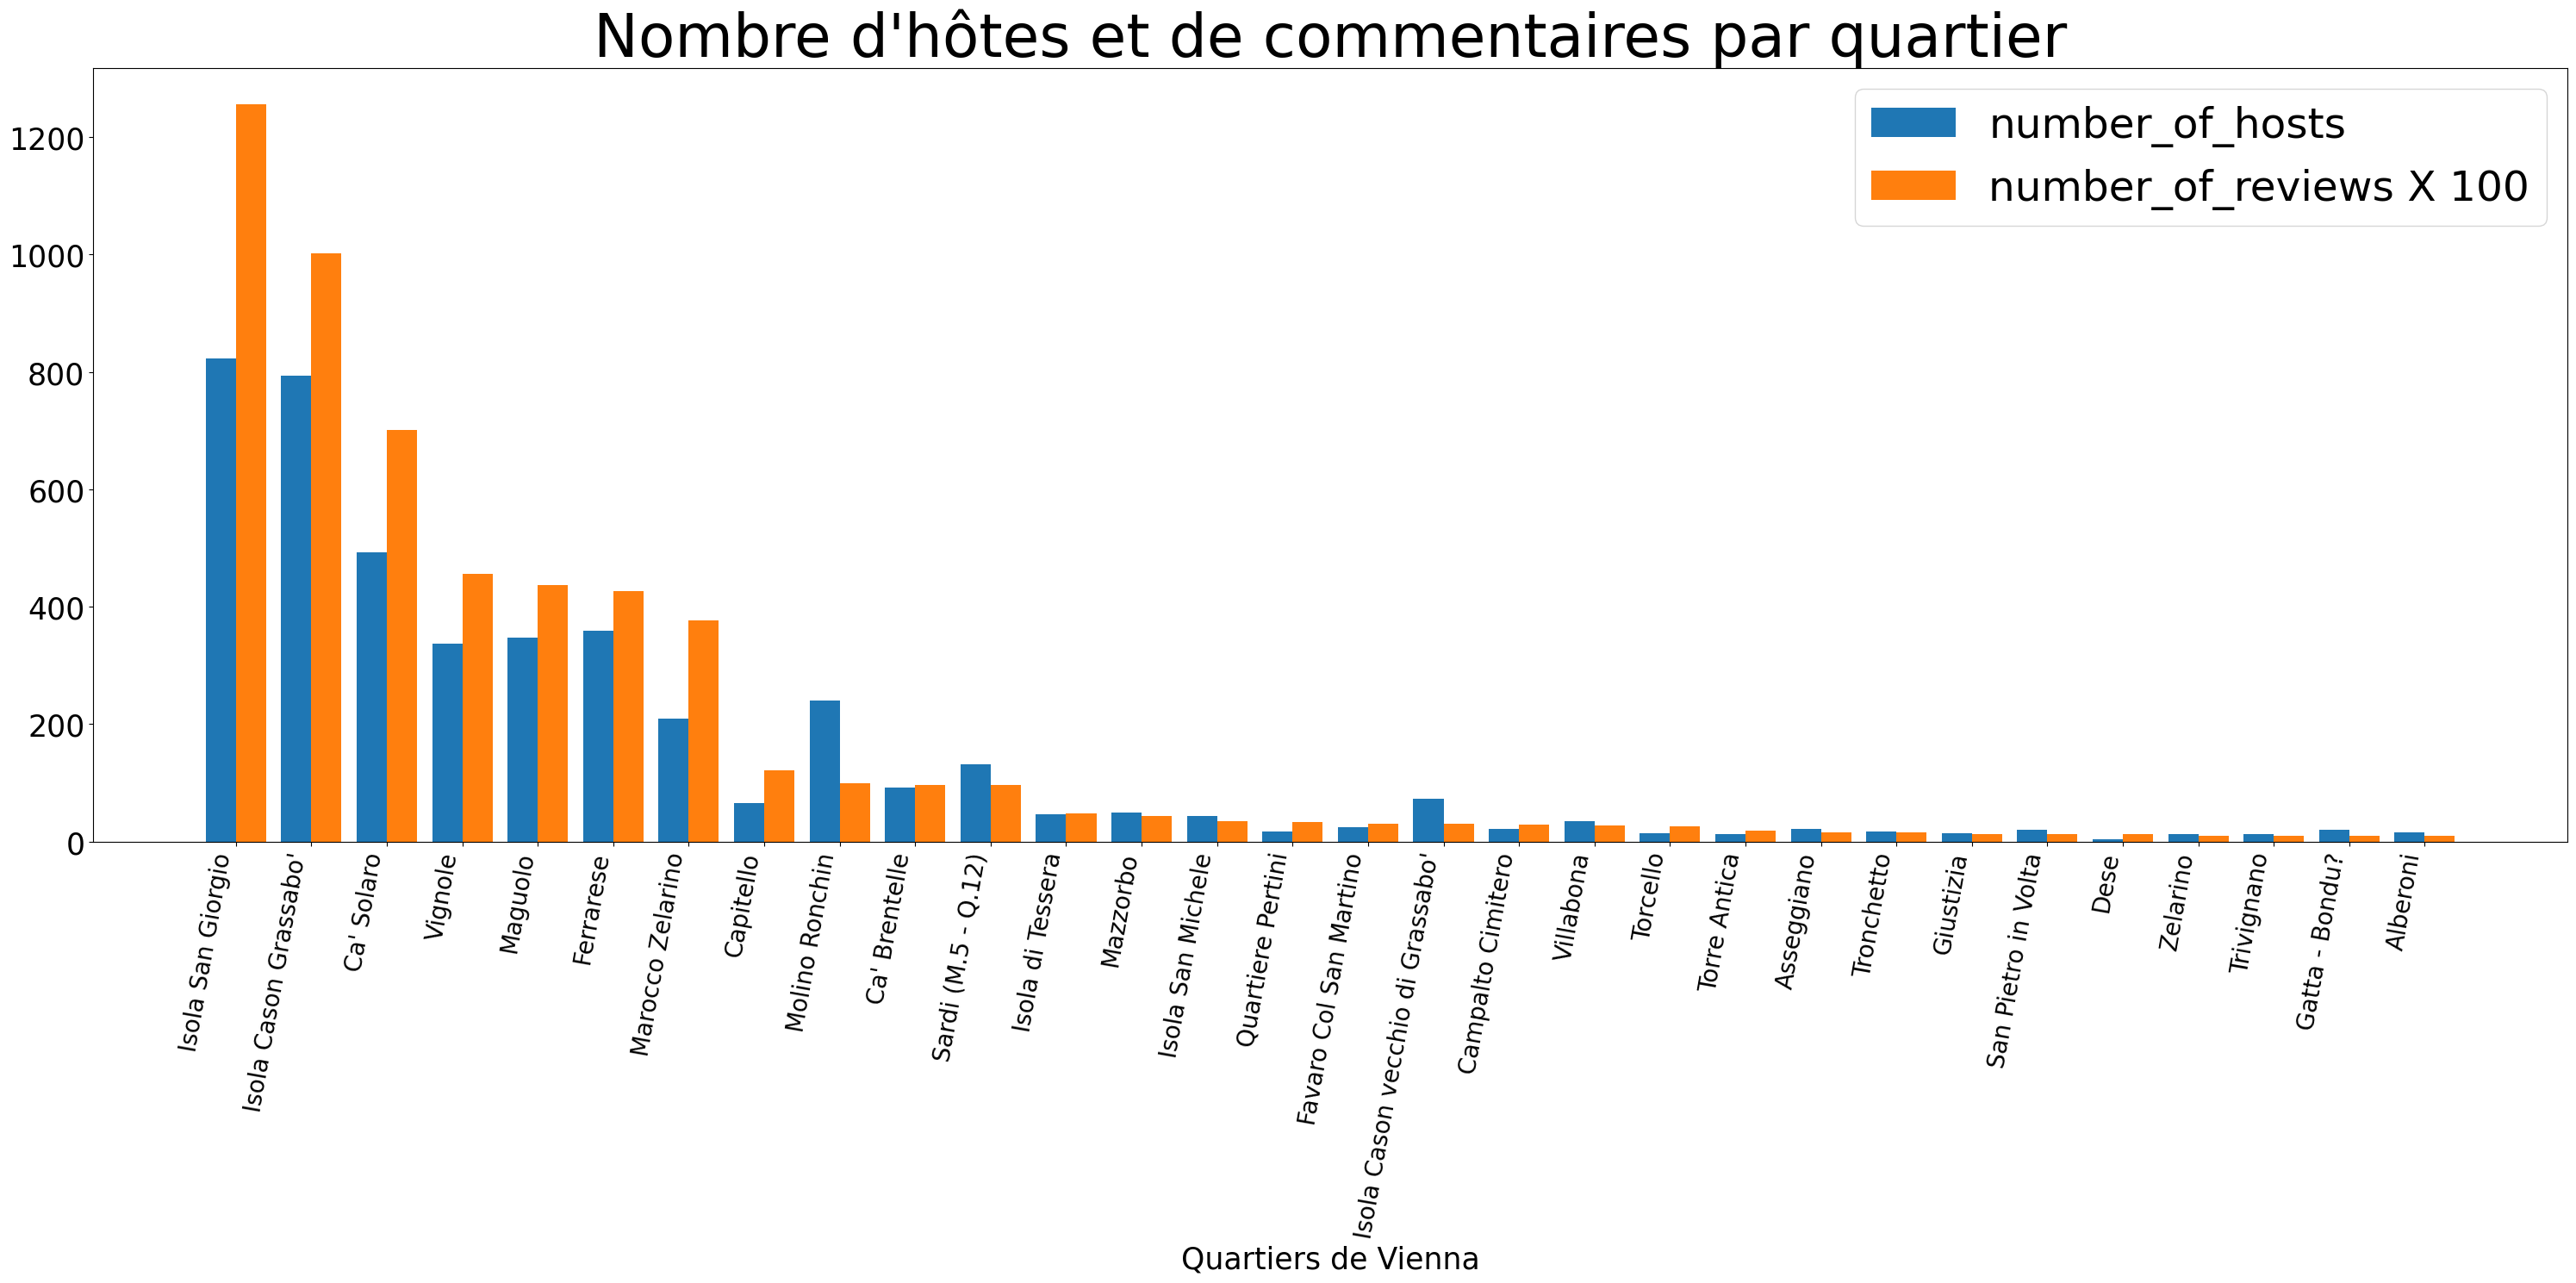 Nombre d'hôtes et de commentaires par quartier
number_of_hosts
number_of_reviews X 100
1200
1000
800
600
400
200
0
Isola San Giorgio
Isola Cason Grassabo'
Ca' Solaro
Vignole
Maguolo
Ferrarese
Marocco Zelarino
Capitello
Molino Ronchin
Ca' Brentelle
Sardi (M.5 - Q.12)
Isola di Tessera
Mazzorbo
Isola San Michele
Quartiere Pertini
Favaro Col San Martino
Isola Cason vecchio di Grassabo'
Campalto Cimitero
Villabona
Torcello
Torre Antica
Asseggiano
Tronchetto
Giustizia
San Pietro in Volta
Dese
Zelarino
Trivignano
Gatta - Bondu?
Alberoni
Quartiers de Vienna